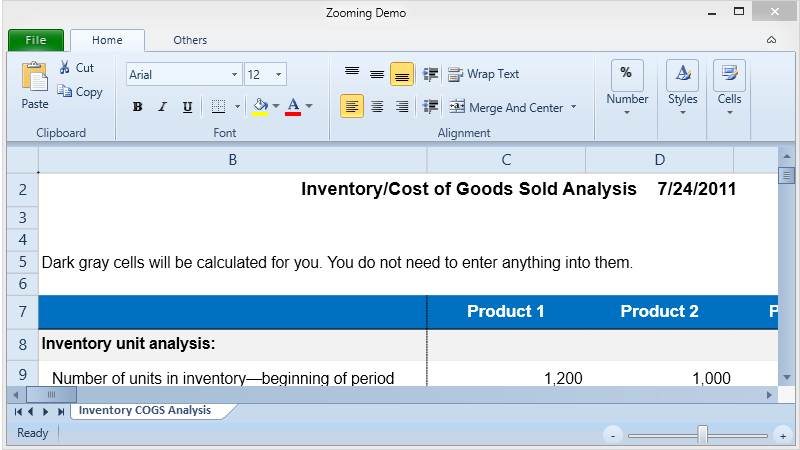 Zooming Demo
File Home Others
Paste
Cut
Copy
Clipboard
Arial 12
B I U A
Font
Wrap Text
Merge And Center
Alignment
%
Number
A
Styles
Cells
B C D
2 Inventory/Cost of Goods Sold Analysis 7/24/2011
3
4
5 Dark gray cells will be calculated for you. You do not need to enter anything into them.
6
7 Product 1 Product 2 P
8 Inventory unit analysis:
9 Number of units in inventory—beginning of period 1,200 1,000
Inventory COGS Analysis
Ready - +